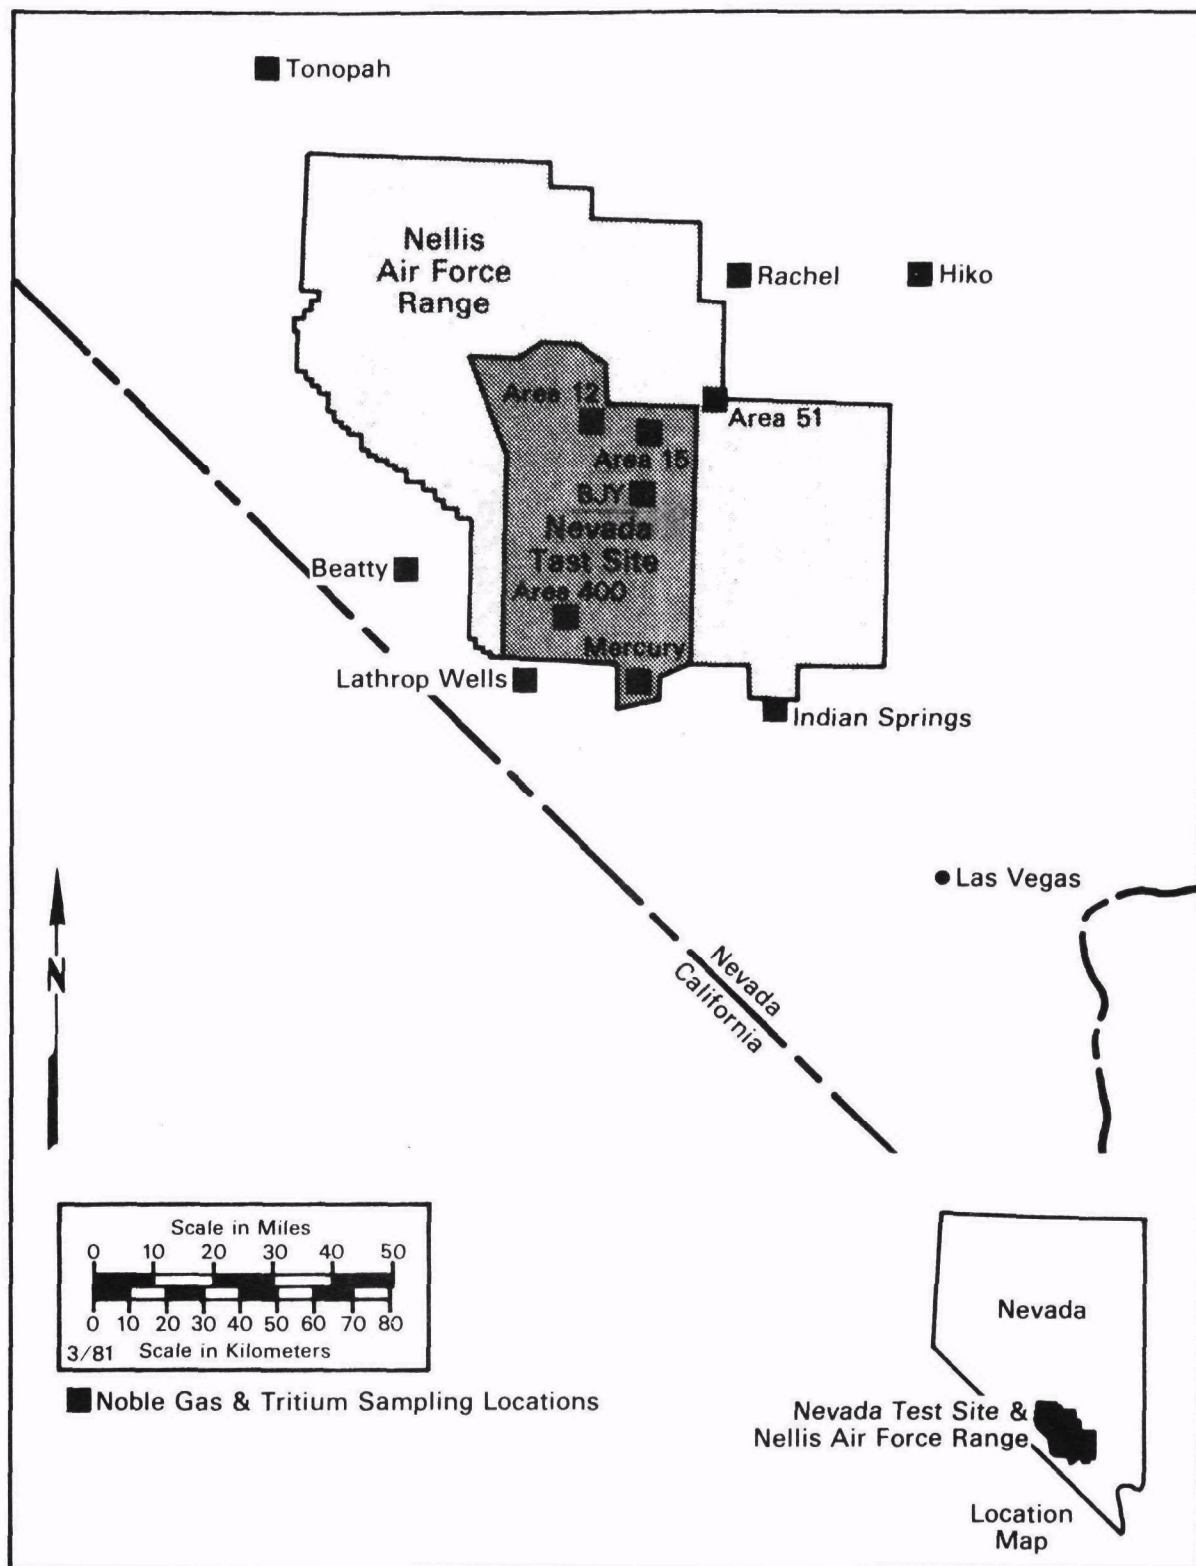 Tonopah
Nellis
Air Force
Range
Rachel
Hiko
Area 12
Area 51
Area 15
BJY
Nevada
Tast Site
Beatty
Area 400
Mercury
Lathrop Wells
Indian Springs
Las Vegas
N
Nevada
California
Scale in Miles
0 10 20 30 40 50
0 10 20 30 40 50 60 70 80
3/81 Scale in Kilometers
Noble Gas & Tritium Sampling Locations
Nevada
Nevada Test Site &
Nellis Air Force Range
Location
Map